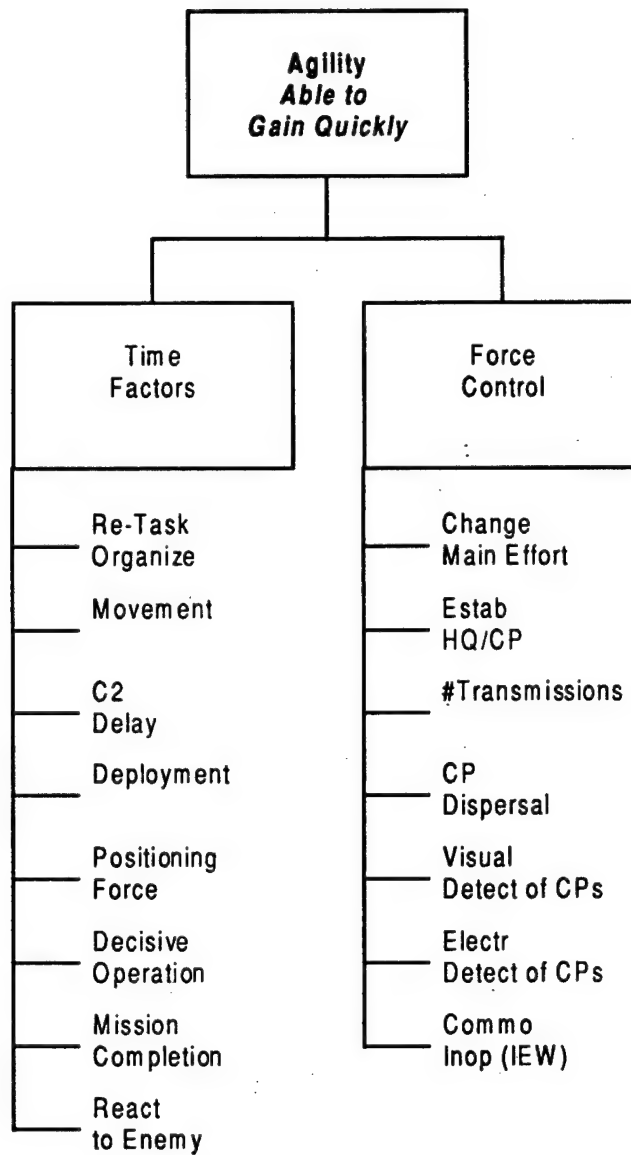 Agility
Able to
Gain Quickly
Time
Factors
Re-Task
Organize
Movement
C2
Delay
Deployment
Positioning
Force
Decisive
Operation
Mission
Completion
React
to Enemy
Force
Control
Change
Main Effort
Estab
HQ/CP
#Transmissions
CP
Dispersal
Visual
Detect of CPs
Electr
Detect of CPs
Commo
Inop (IEW)